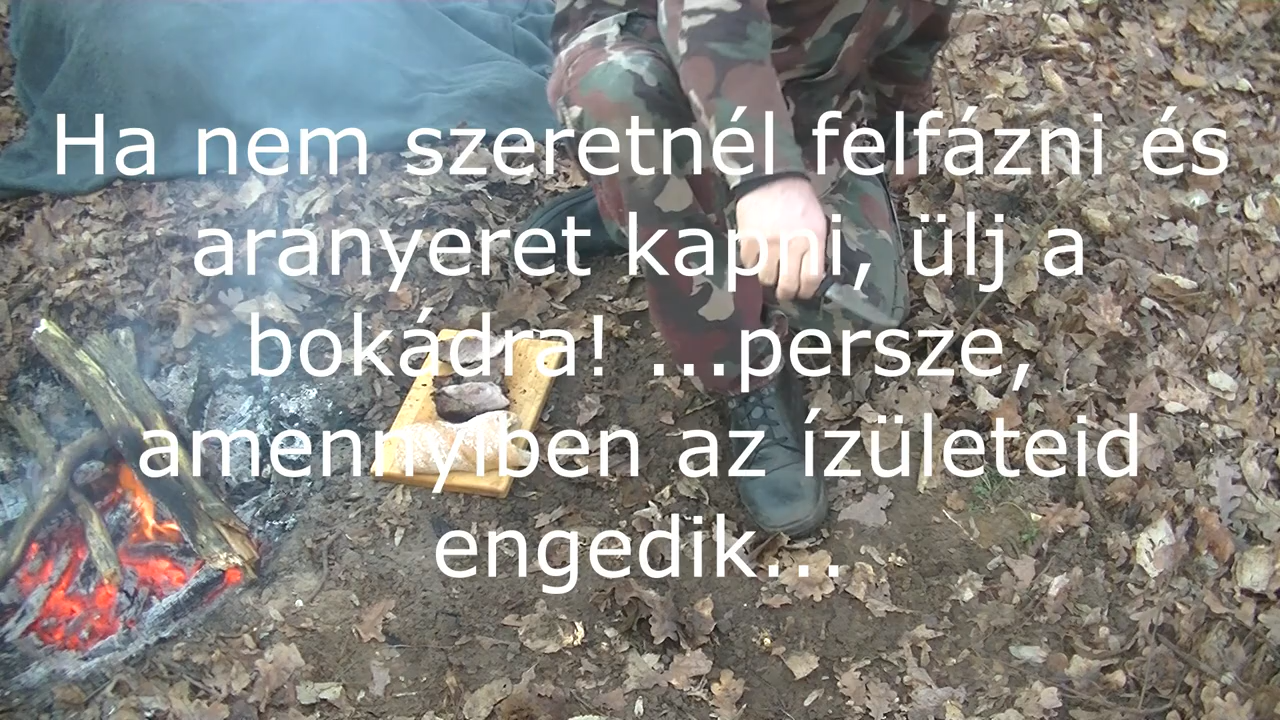 Ha nem szeretnél felfázni és
aranyeret kapni, ülj a
bokádra! ...persze,
amennyiben az ízületeid
engedik...